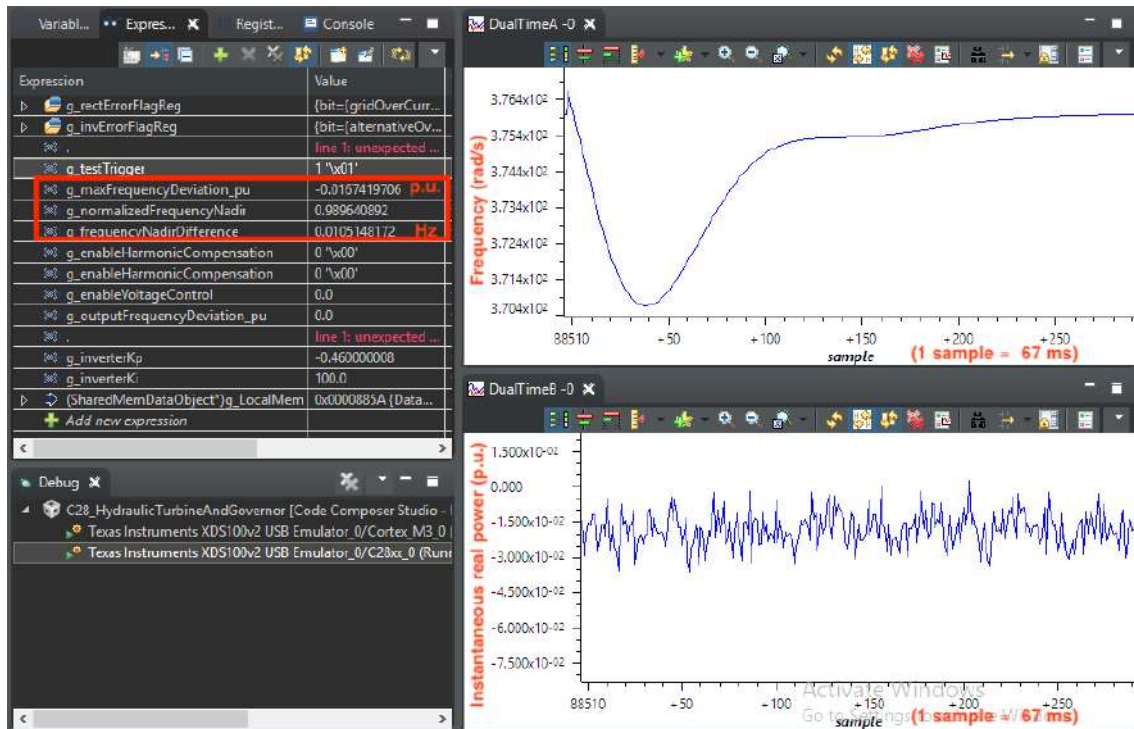 Variabl... Expres... Regist... Console
Expression Value
g_rectErrorFlagReg {bit={gridOverCurr...
g_invErrorFlagReg {bit={alternativeOv...
. line 1: unexpected ...
g_testTrigger 1 '\x01'
g_maxFrequencyDeviation_pu -0.0167419706 p.u.
g_normalizedFrequencyNadir 0.989640892
g_frequencyNadirDifference 0.0105148172 Hz
g_enableHarmonicCompensation 0 '\x00'
g_enableHarmonicCompensation 0 '\x00'
g_enableVoltageControl 0.0
g_outputFrequencyDeviation_pu 0.0
. line 1: unexpected ...
g_inverterKp -0.460000008
g_inverterKi 100.0
(SharedMemDataObject*)g_LocalMem 0x0000885A {Data...
Add new expression
Debug
C28_HydraulicTurbineAndGovernor [Code Composer Studio -
Texas Instruments XDS100v2 USB Emulator_0/Cortex_M3_0
Texas Instruments XDS100v2 USB Emulator_0/C28xx_0 (Runn
DualTimeA -0
Frequency (rad/s)
3.764x10²
3.754x10²
3.744x10²
3.734x10²
3.724x10²
3.714x10²
3.704x10²
88510 +50 +100 +150 +200 +250
sample (1 sample = 67 ms)
DualTimeB -0
Instantaneous real power (p.u.)
1.500x10⁻⁰²
0.000
-1.500x10⁻⁰²
-3.000x10⁻⁰²
-4.500x10⁻⁰²
-6.000x10⁻⁰²
-7.500x10⁻⁰²
88510 +50 +100 +150 +200 +250
sample (1 sample = 67 ms)
Activate Windows
Go to Settings to